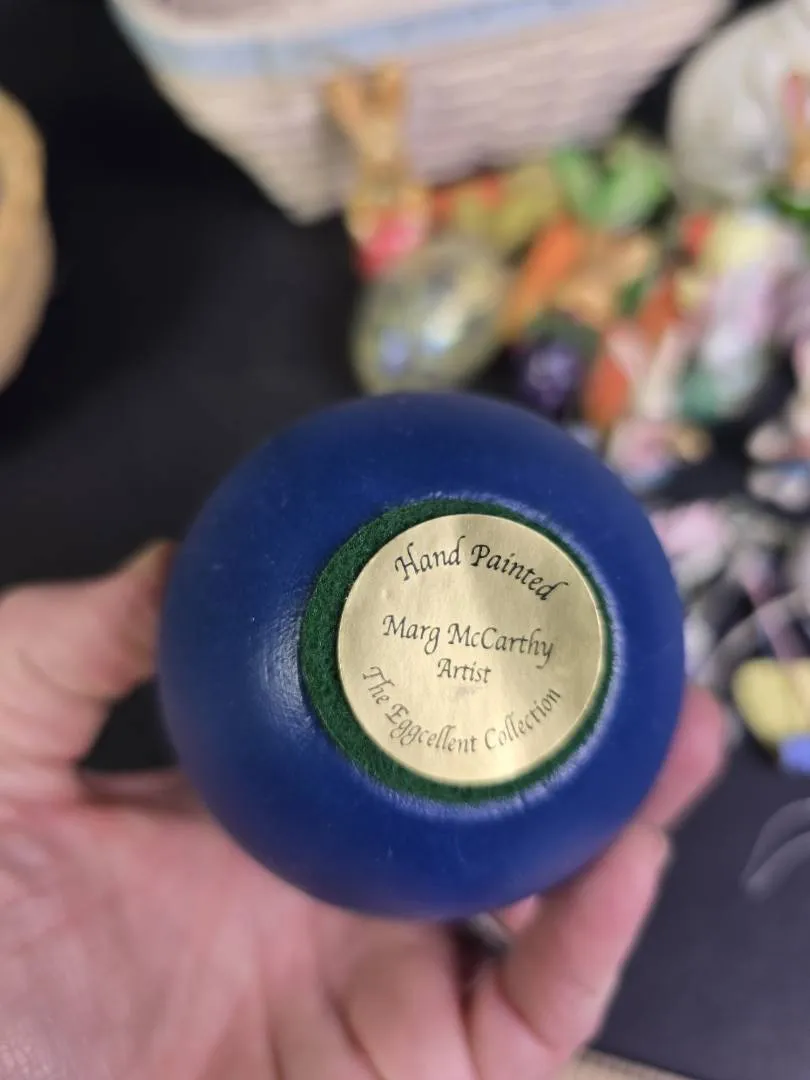 Hand Painted
Marg McCarthy
Artist
The Eggcellent Collection